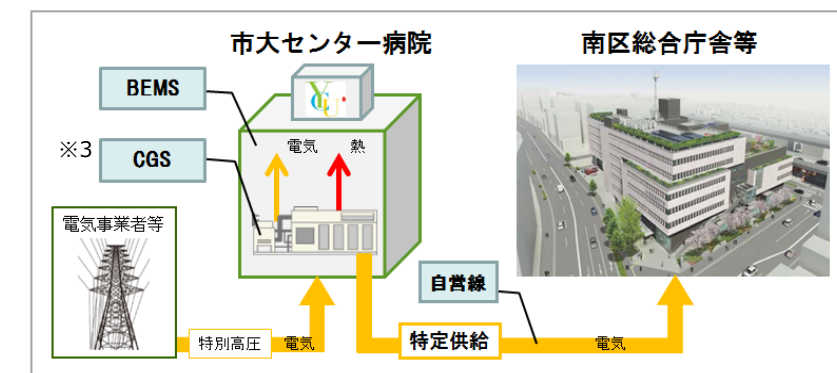 市大センター病院
南区総合庁舎等
BEMS
YCU
電気
熱
※3
CGS
電気事業者等
自営線
特別高圧
電気
特定供給
電気